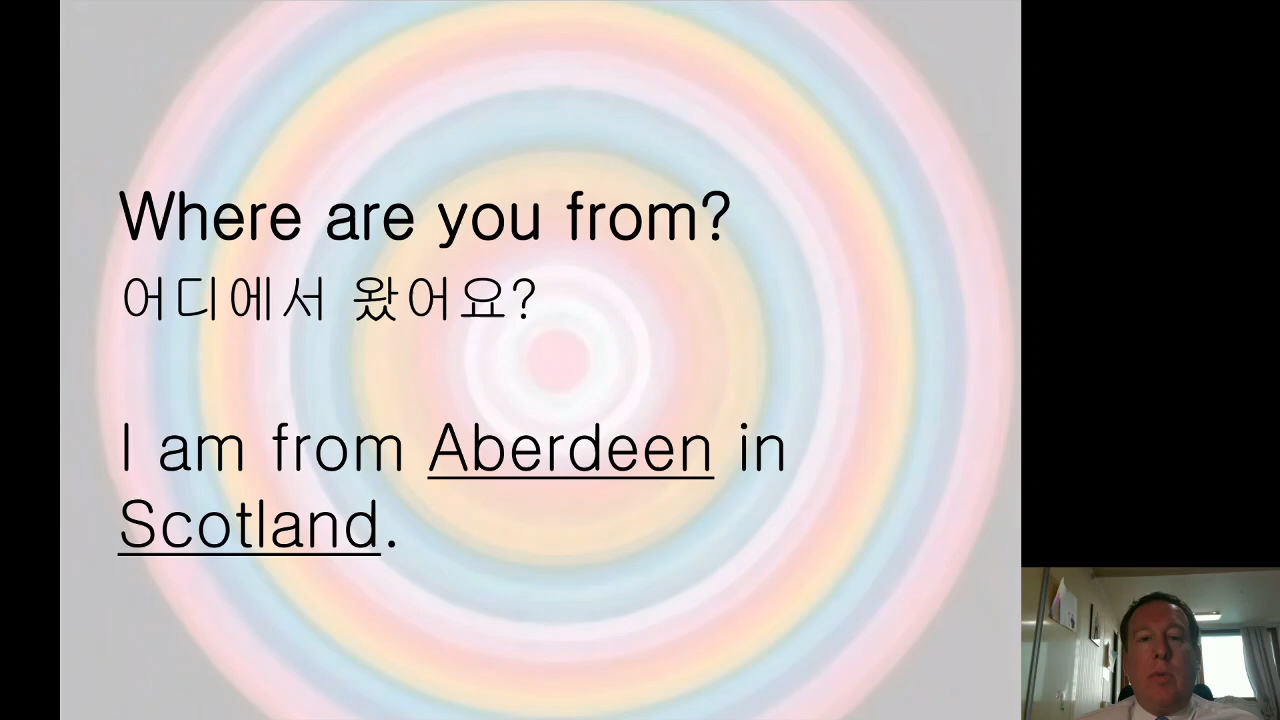 Where are you from?
어디에서 왔어요?
I am from Aberdeen in
Scotland.